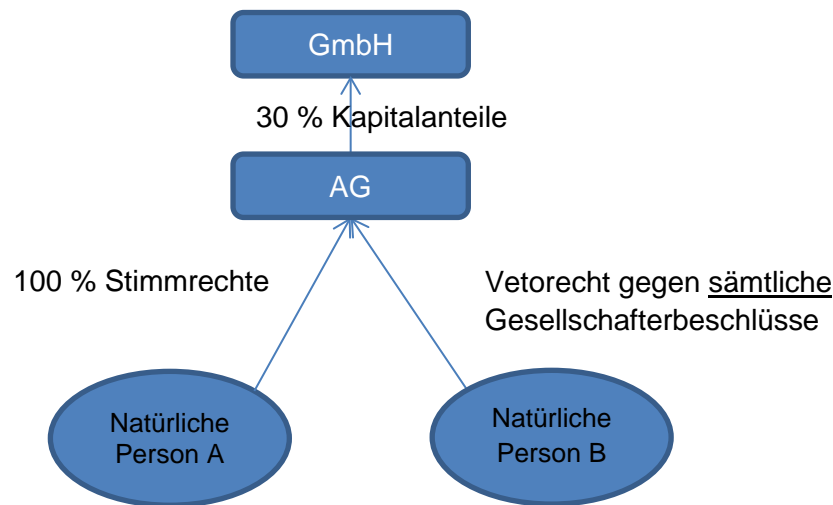 GmbH
30 % Kapitalanteile
AG
100 % Stimmrechte
Vetorecht gegen sämtliche
Gesellschafterbeschlüsse
Natürliche
Person A
Natürliche
Person B